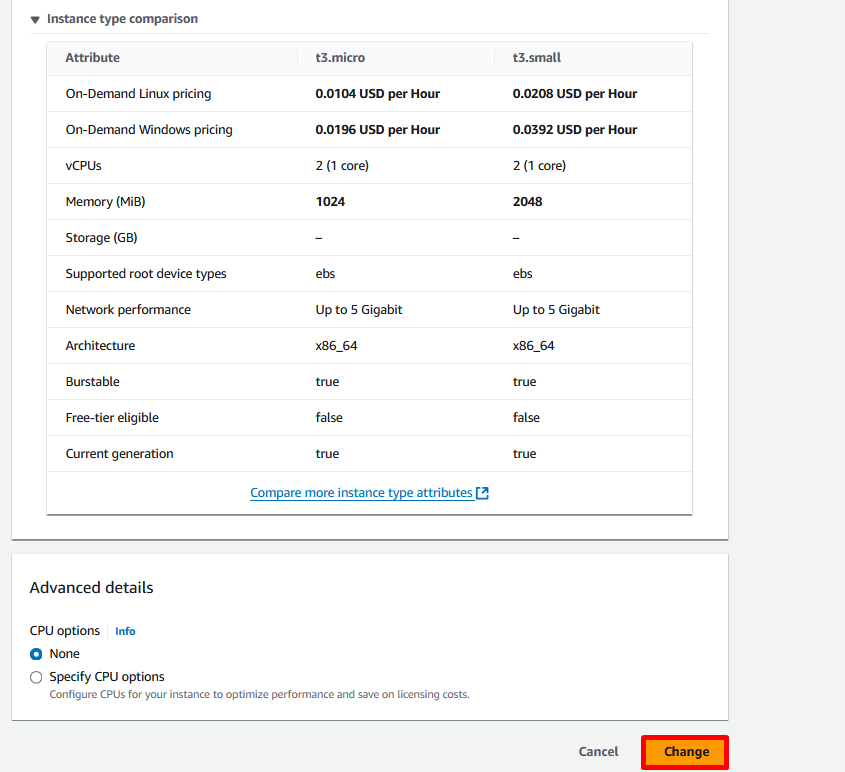 Instance type comparison
Attribute t3.micro t3.small
On-Demand Linux pricing 0.0104 USD per Hour 0.0208 USD per Hour
On-Demand Windows pricing 0.0196 USD per Hour 0.0392 USD per Hour
vCPUs 2 (1 core) 2 (1 core)
Memory (MiB) 1024 2048
Storage (GB) – –
Supported root device types ebs ebs
Network performance Up to 5 Gigabit Up to 5 Gigabit
Architecture x86_64 x86_64
Burstable true true
Free-tier eligible false false
Current generation true true
Compare more instance type attributes
Advanced details
CPU options Info
None
Specify CPU options
Configure CPUs for your instance to optimize performance and save on licensing costs.
Cancel Change